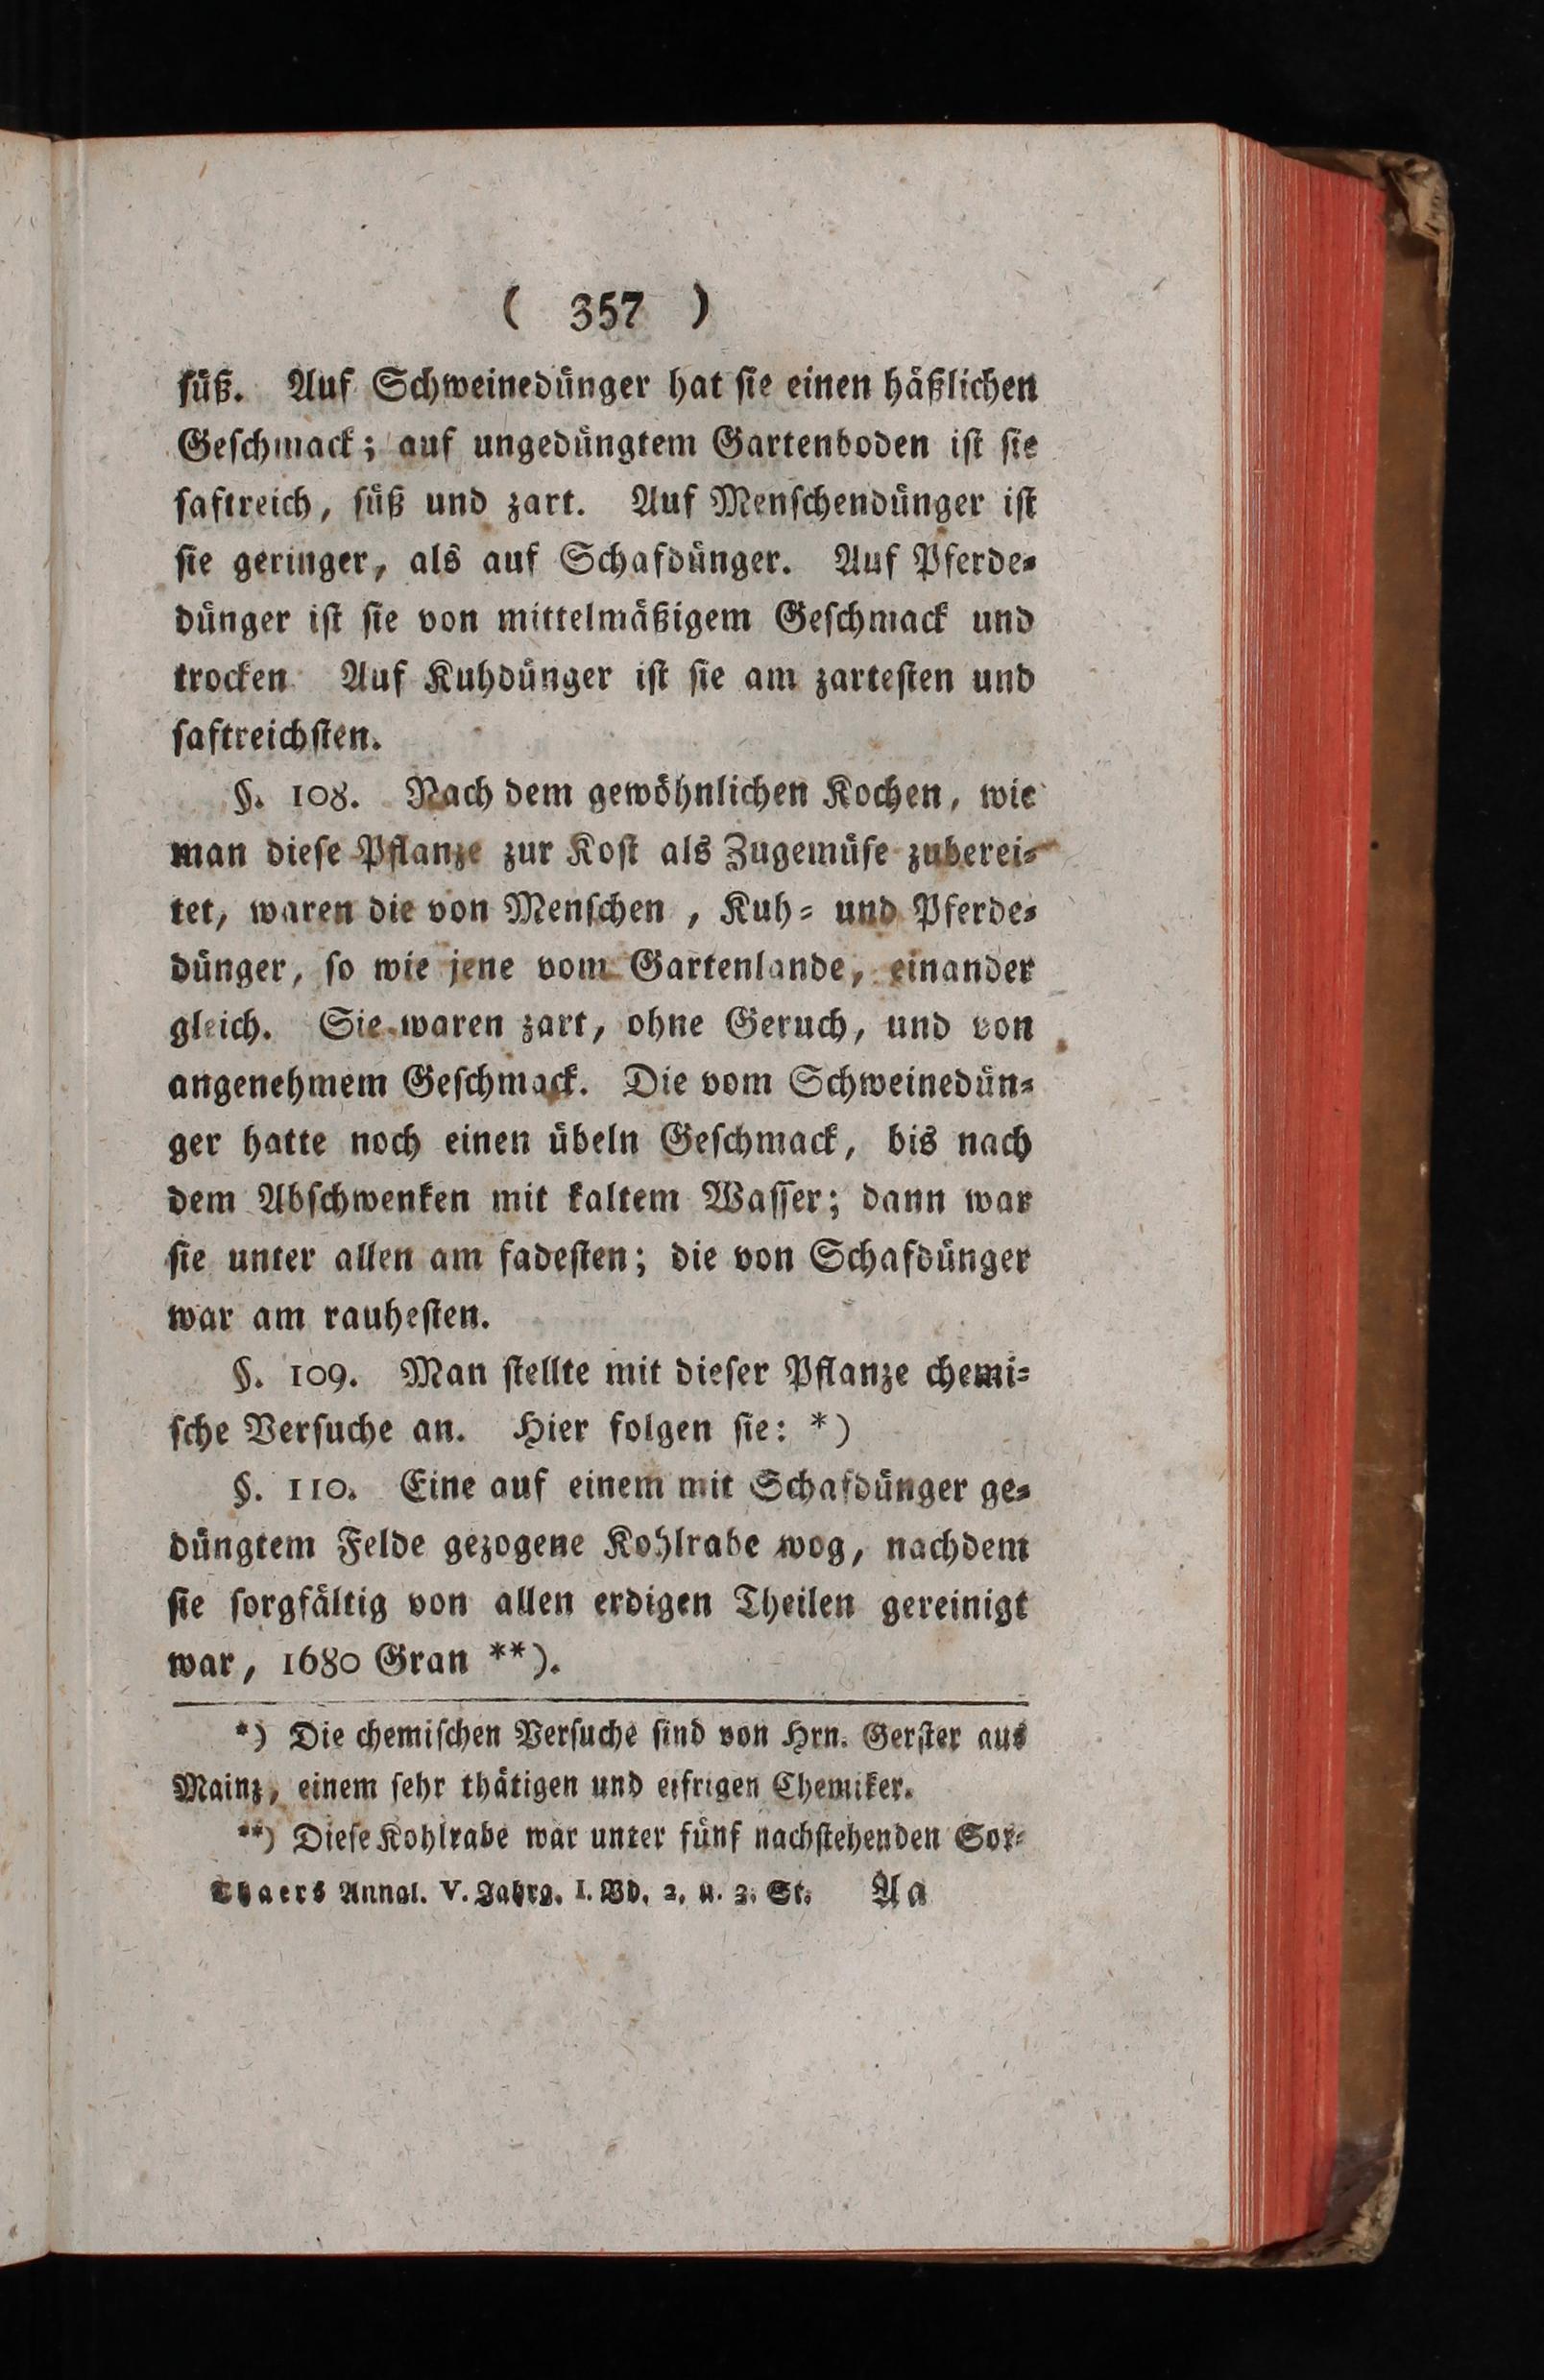 ( 357 )
süß. Auf Schweinedünger hat sie einen häßlichen
Geschmack; auf ungedüngtem Gartenboden ist sie
saftreich, süß und zart. Auf Menschendünger ist
sie geringer, als auf Schafdünger. Auf Pferde-
dünger ist sie von mittelmäßigem Geschmack und
trocken Auf Kuhdünger ist sie am zartesten und
saftreichsten.
§. 108. Nach dem gewöhnlichen Kochen, wie
man diese Pflanze zur Kost als Zugemüse zuberei-
tet, waren die von Menschen , Kuh- und Pferde-
dünger, so wie jene vom Gartenlande, einander
gleich. Sie waren zart, ohne Geruch, und von
angenehmem Geschmack. Die vom Schweinedün-
ger hatte noch einen übeln Geschmack, bis nach
dem Abschwenken mit kaltem Wasser; dann war
sie unter allen am fadesten; die von Schafdünger
war am rauhesten.
§. 109. Man stellte mit dieser Pflanze chemi-
sche Versuche an. Hier folgen sie: *)
§. 110. Eine auf einem mit Schafdünger ge-
düngtem Felde gezogene Kohlrabe wog, nachdem
sie sorgfältig von allen erdigen Theilen gereinigt
war, 1680 Gran **).
*) Die chemischen Versuche sind von Hrn. Gerster aus
Mainz, einem sehr thätigen und eifrigen Chemiker.
**) Diese Kohlrabe war unter fünf nachstehenden Sor-
Thaers Annal. V. Jahrg. I. Bd. 2. u. 3. St. Aa